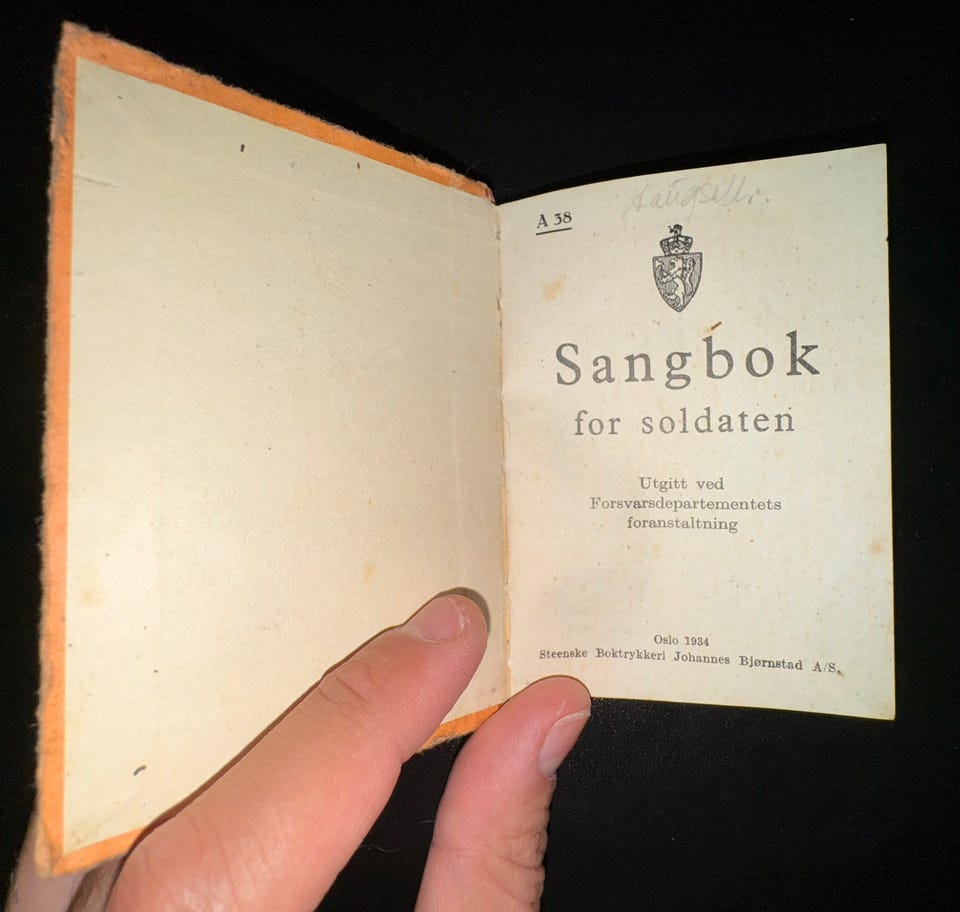 A 38
Sangbok
for soldaten
Utgitt ved
Forsvarsdepartementets
foranstaltning
Oslo 1934
Steenske Boktrykkeri Johannes Bjørnstad A/S.